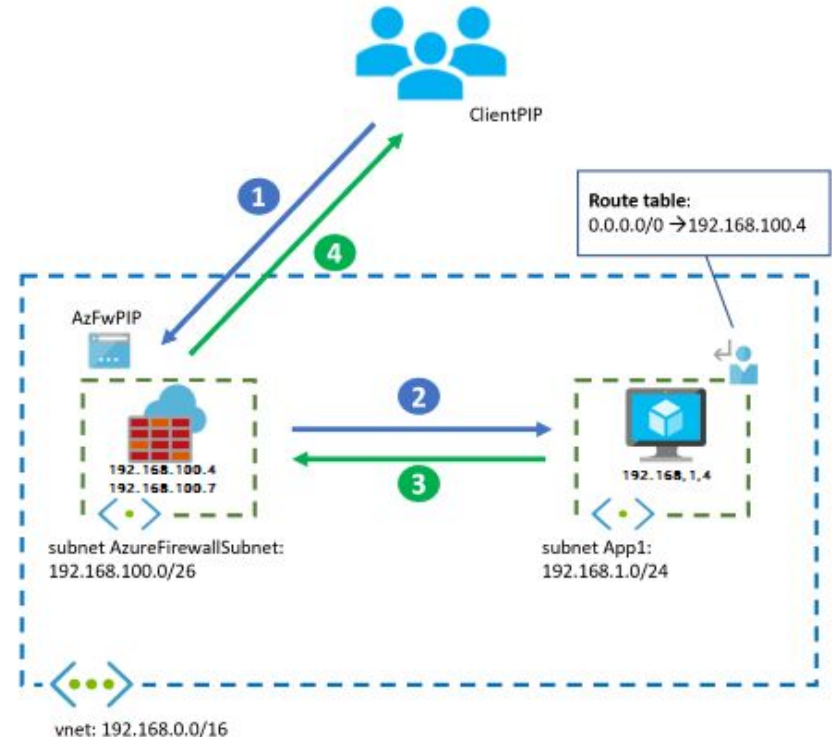 ClientPIP
1
4
Route table:
0.0.0.0/0 →192.168.100.4
AzFwPIP
2
3
192.168.100.4
192.168.100.7
192.168,1,4
subnet AzureFirewallSubnet:
192.168.100.0/26
subnet App1:
192.168.1.0/24
vnet: 192.168.0.0/16